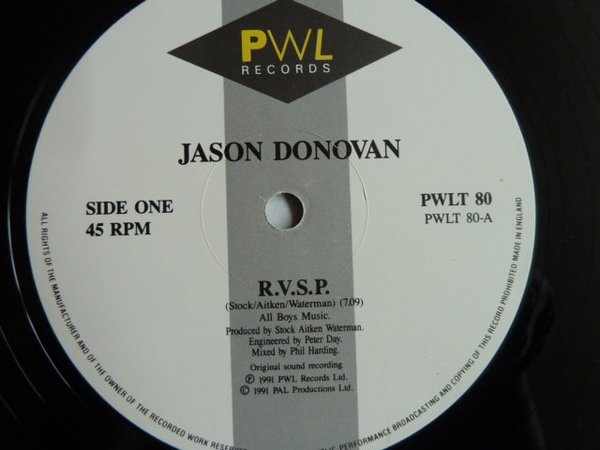 PWL
RECORDS
JASON DONOVAN
SIDE ONE
45 RPM
PWLT 80
PWLT 80-A
R.V.S.P.
(Stock/Aitken/Waterman) (7.09)
All Boys Music.
Produced by Stock Aitken Waterman.
Engineered by Peter Day.
Mixed by Phil Harding.
Original sound recording
Ⓟ 1991 PWL Records Ltd.
© 1991 PAL Productions Ltd.
ALL RIGHTS OF THE MANUFACTURER AND OF THE OWNER OF THE RECORDED WORK RESERVED
PERFORMANCE BROADCASTING AND COPYING OF THIS RECORD PROHIBITED MADE IN ENGLAND